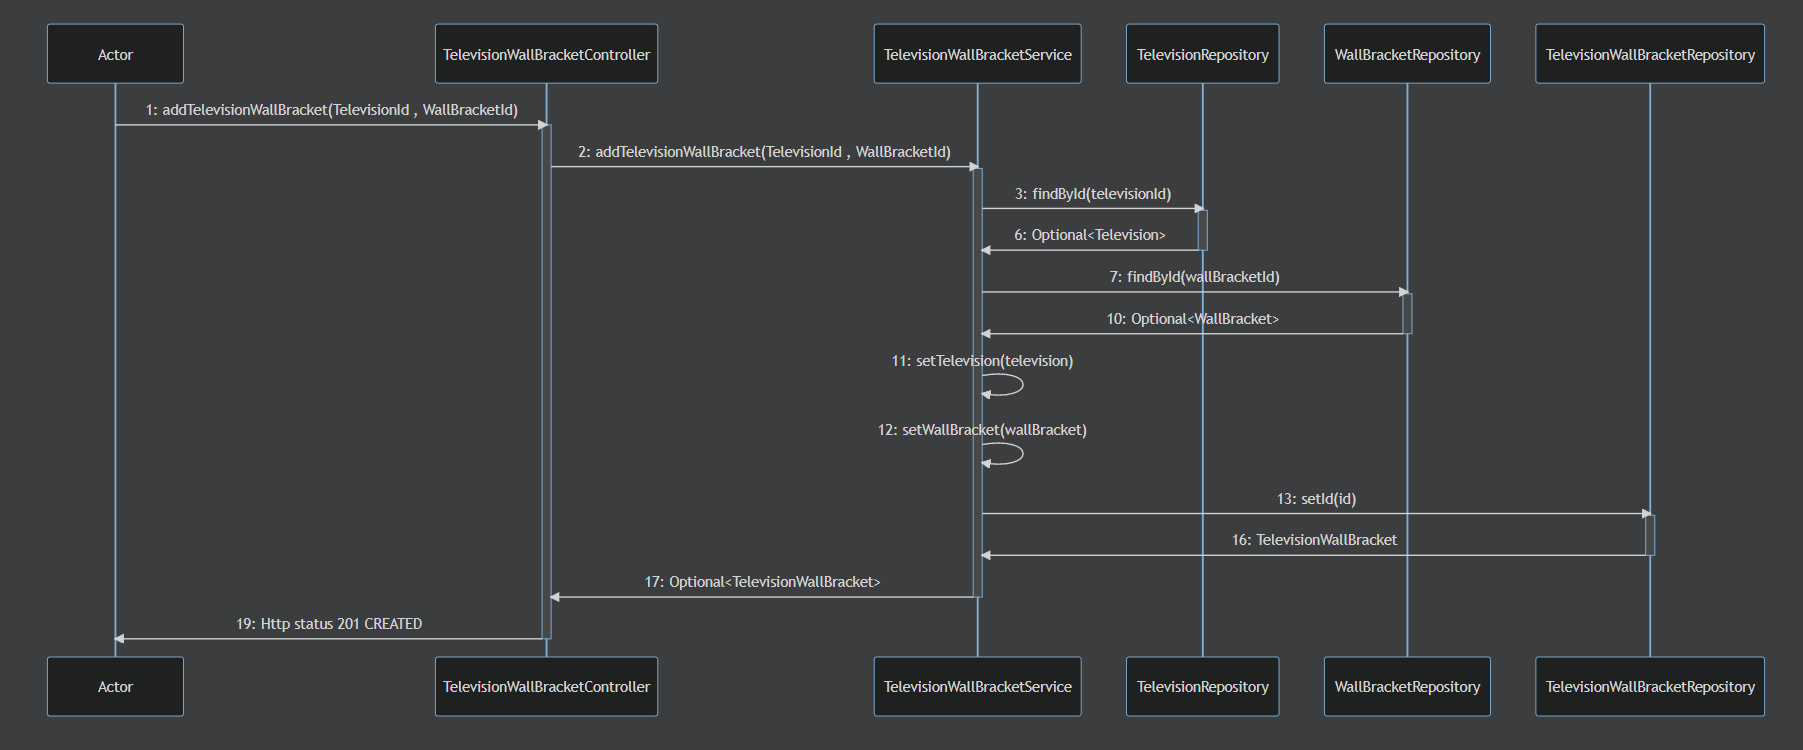 Actor
TelevisionWallBracketController
TelevisionWallBracketService
TelevisionRepository
WallBracketRepository
TelevisionWallBracketRepository
1: addTelevisionWallBracket(TelevisionId , WallBracketId)
2: addTelevisionWallBracket(TelevisionId , WallBracketId)
3: findById(televisionId)
6: Optional<Television>
7: findById(wallBracketId)
10: Optional<WallBracket>
11: setTelevision(television)
12: setWallBracket(wallBracket)
13: setId(id)
16: TelevisionWallBracket
17: Optional<TelevisionWallBracket>
19: Http status 201 CREATED
Actor
TelevisionWallBracketController
TelevisionWallBracketService
TelevisionRepository
WallBracketRepository
TelevisionWallBracketRepository